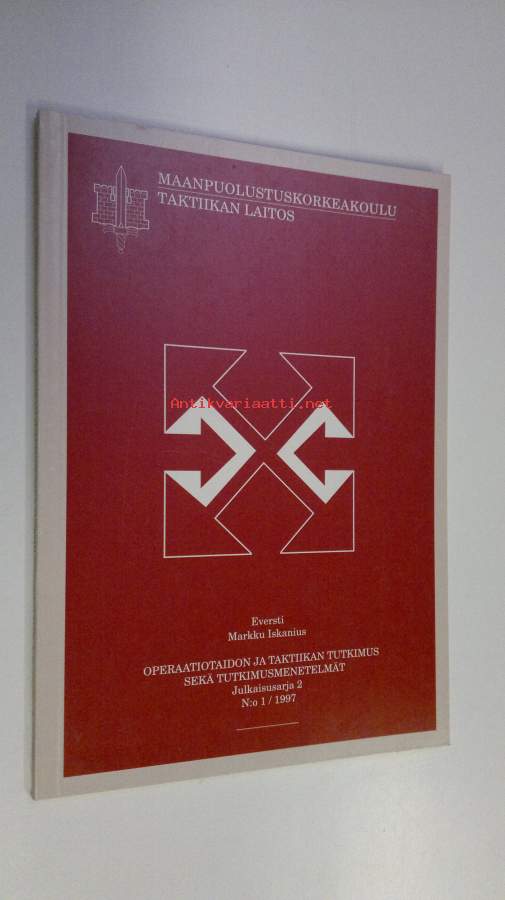 MAANPUOLUSTUSKORKEAKOULU
TAKTIIKAN LAITOS
Antikvariaatti.net
Eversti
Markku Iskanius
OPERAATIOTAIDON JA TAKTIIKAN TUTKIMUS
SEKÄ TUTKIMUSMENETELMÄT
Julkaisusarja 2
N:o 1 / 1997